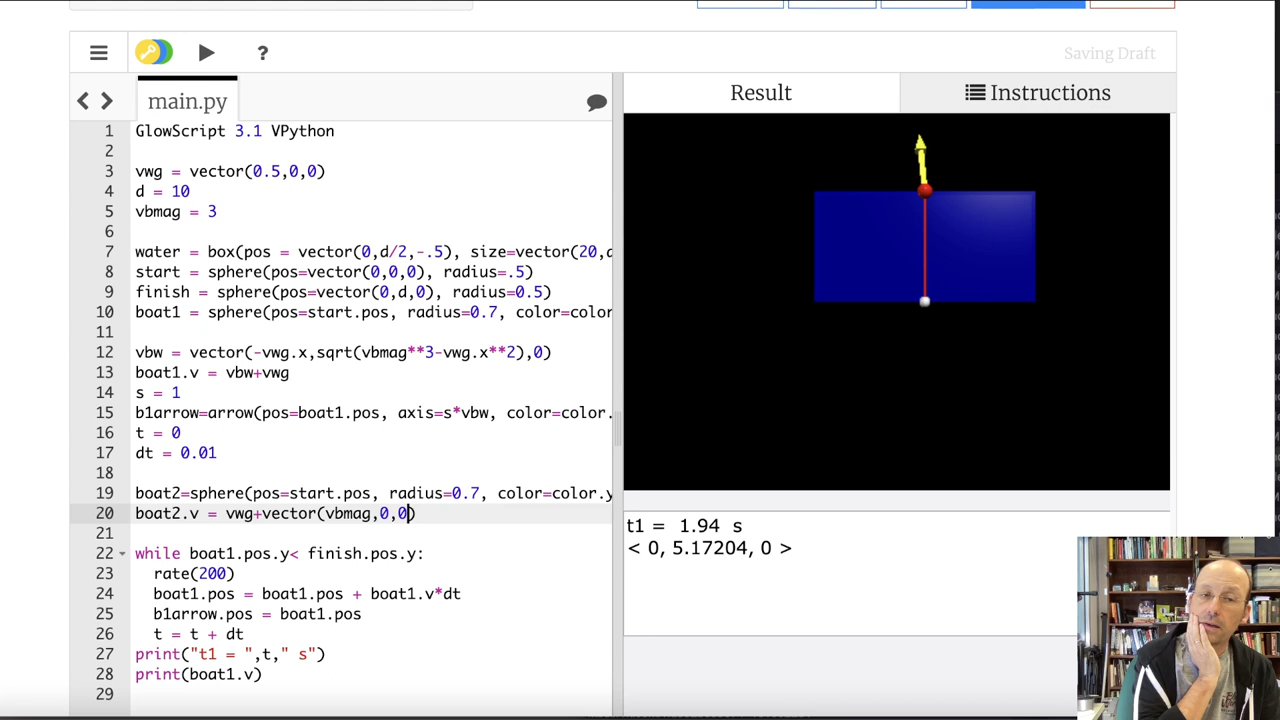 ?
Saving Draft
main.py
Result
Instructions
1 GlowScript 3.1 VPython
2
3 vwg = vector(0.5,0,0)
4 d = 10
5 vbmag = 3
6
7 water = box(pos = vector(0,d/2,-.5), size=vector(20,d
8 start = sphere(pos=vector(0,0,0), radius=.5)
9 finish = sphere(pos=vector(0,d,0), radius=0.5)
10 boat1 = sphere(pos=start.pos, radius=0.7, color=color
11
12 vbw = vector(-vwg.x,sqrt(vbmag**3-vwg.x**2),0)
13 boat1.v = vbw+vwg
14 s = 1
15 b1arrow=arrow(pos=boat1.pos, axis=s*vbw, color=color.
16 t = 0
17 dt = 0.01
18
19 boat2=sphere(pos=start.pos, radius=0.7, color=color.y
20 boat2.v = vwg+vector(vbmag,0,0)
21
22 while boat1.pos.y< finish.pos.y:
23 rate(200)
24 boat1.pos = boat1.pos + boat1.v*dt
25 b1arrow.pos = boat1.pos
26 t = t + dt
27 print("t1 = ",t," s")
28 print(boat1.v)
29
t1 = 1.94 s
< 0, 5.17204, 0 >